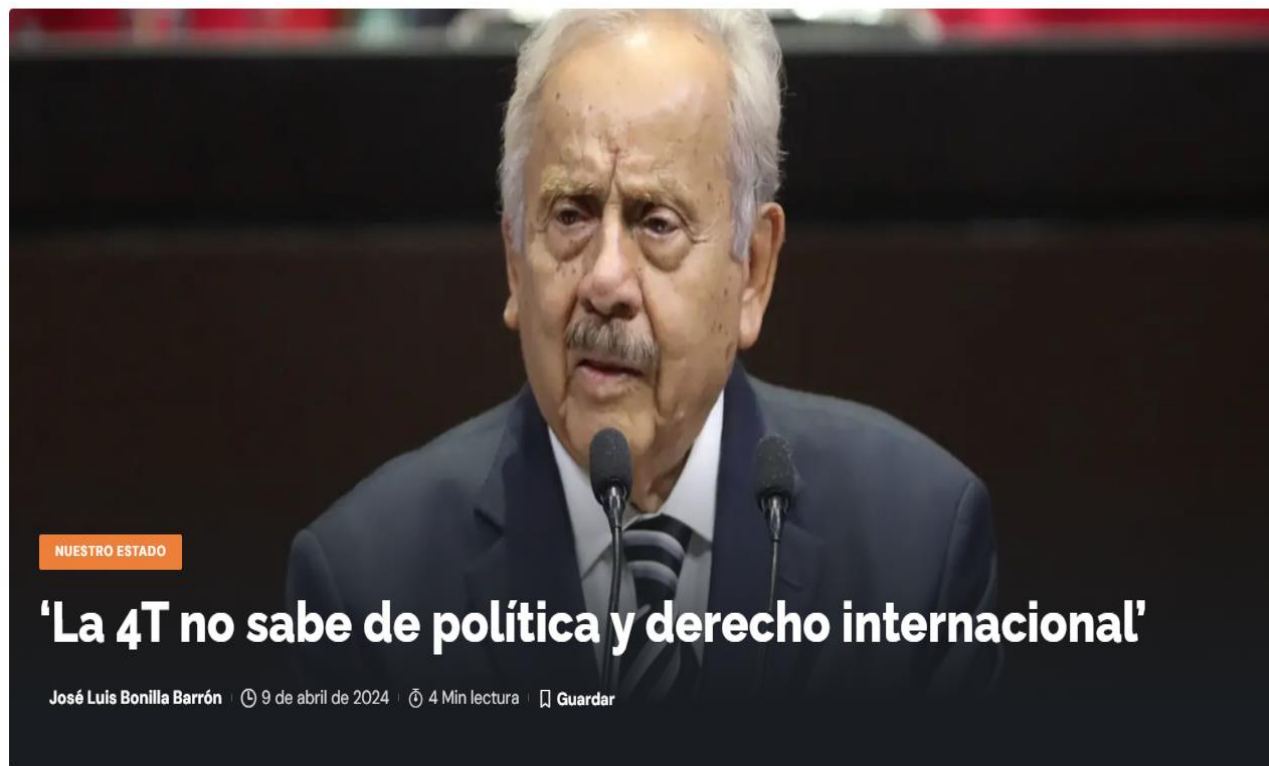 NUESTRO ESTADO
‘La 4T no sabe de política y derecho internacional’
José Luis Bonilla Barrón 9 de abril de 2024 4 Min lectura Guardar